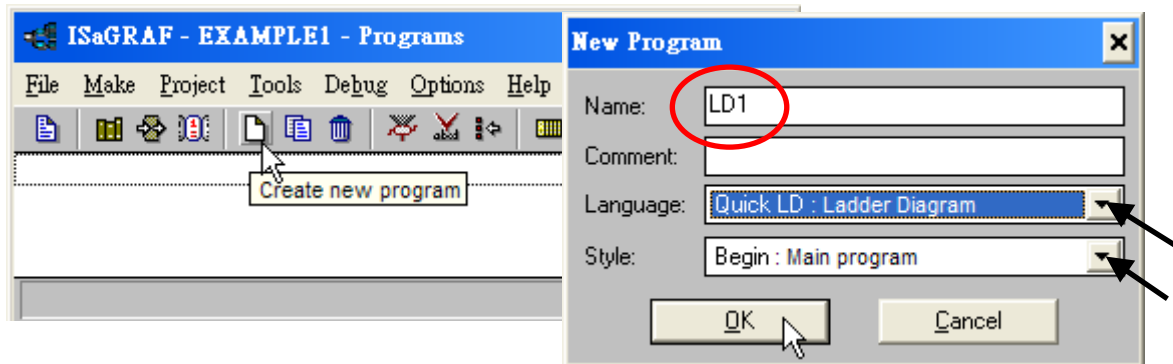 ISaGRAF - EXAMPLE1 - Programs
File Make Project Tools Debug Options Help
Create new program
New Program
Name: LD1
Comment:
Language: Quick LD : Ladder Diagram
Style: Begin : Main program
OK Cancel